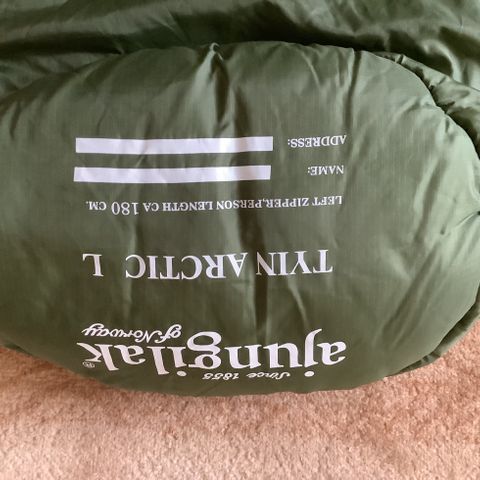 Since 1855
ajungilak®
of Norway
TYIN ARCTIC L
LEFT ZIPPER,PERSON LENGTH CA 180 CM.
NAME:
ADDRESS: